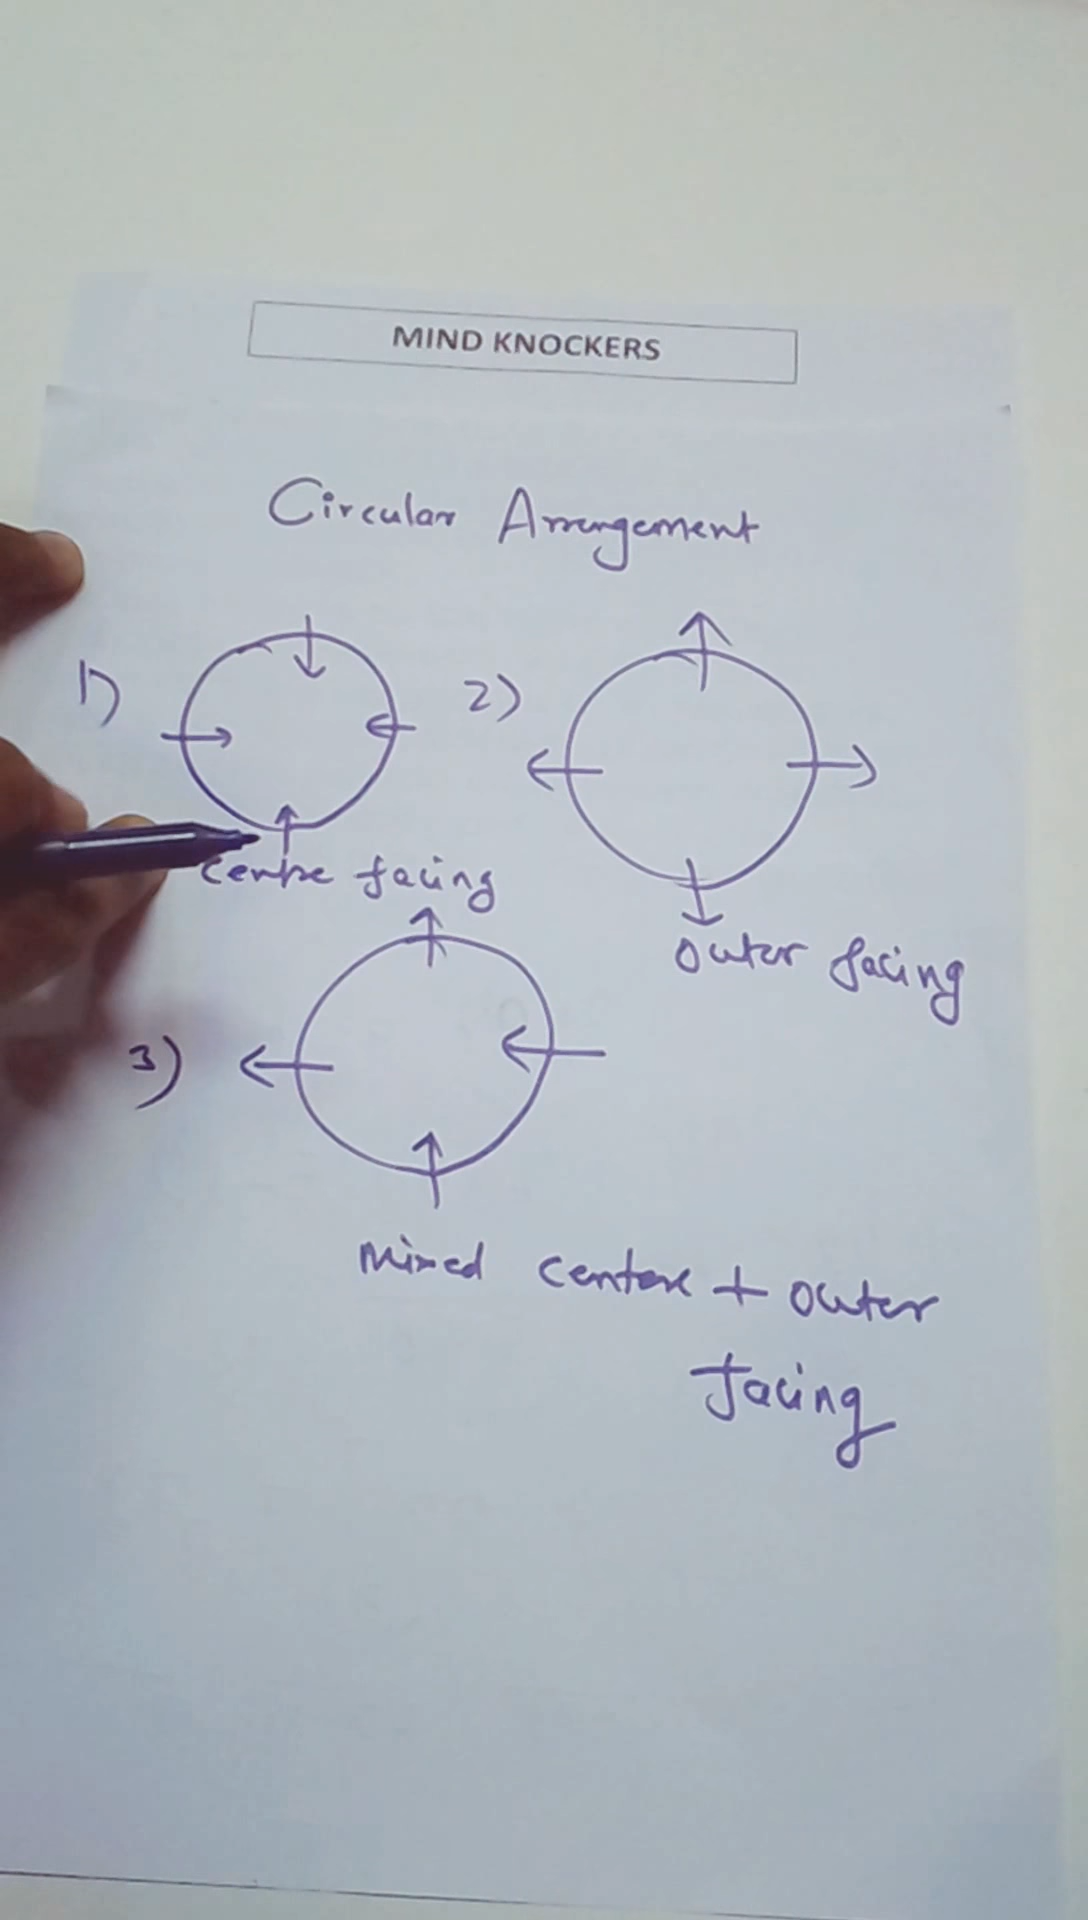 MIND KNOCKERS
Circular Arrangement
1)
2)
Centre facing
Outer facing
3)
Mixed Centre + Outer
facing